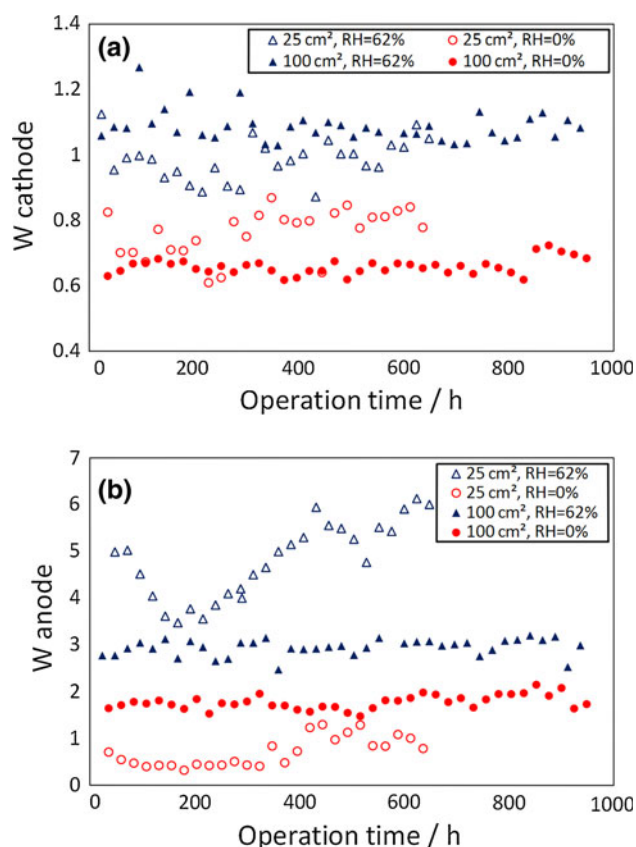 (a)
25 cm², RH=62%
25 cm², RH=0%
100 cm², RH=62%
100 cm², RH=0%
W cathode
1.4
1.2
1
0.8
0.6
0.4
0 200 400 600 800 1000
Operation time / h
(b)
25 cm², RH=62%
25 cm², RH=0%
100 cm², RH=62%
100 cm², RH=0%
W anode
7
6
5
4
3
2
1
0
0 200 400 600 800 1000
Operation time / h